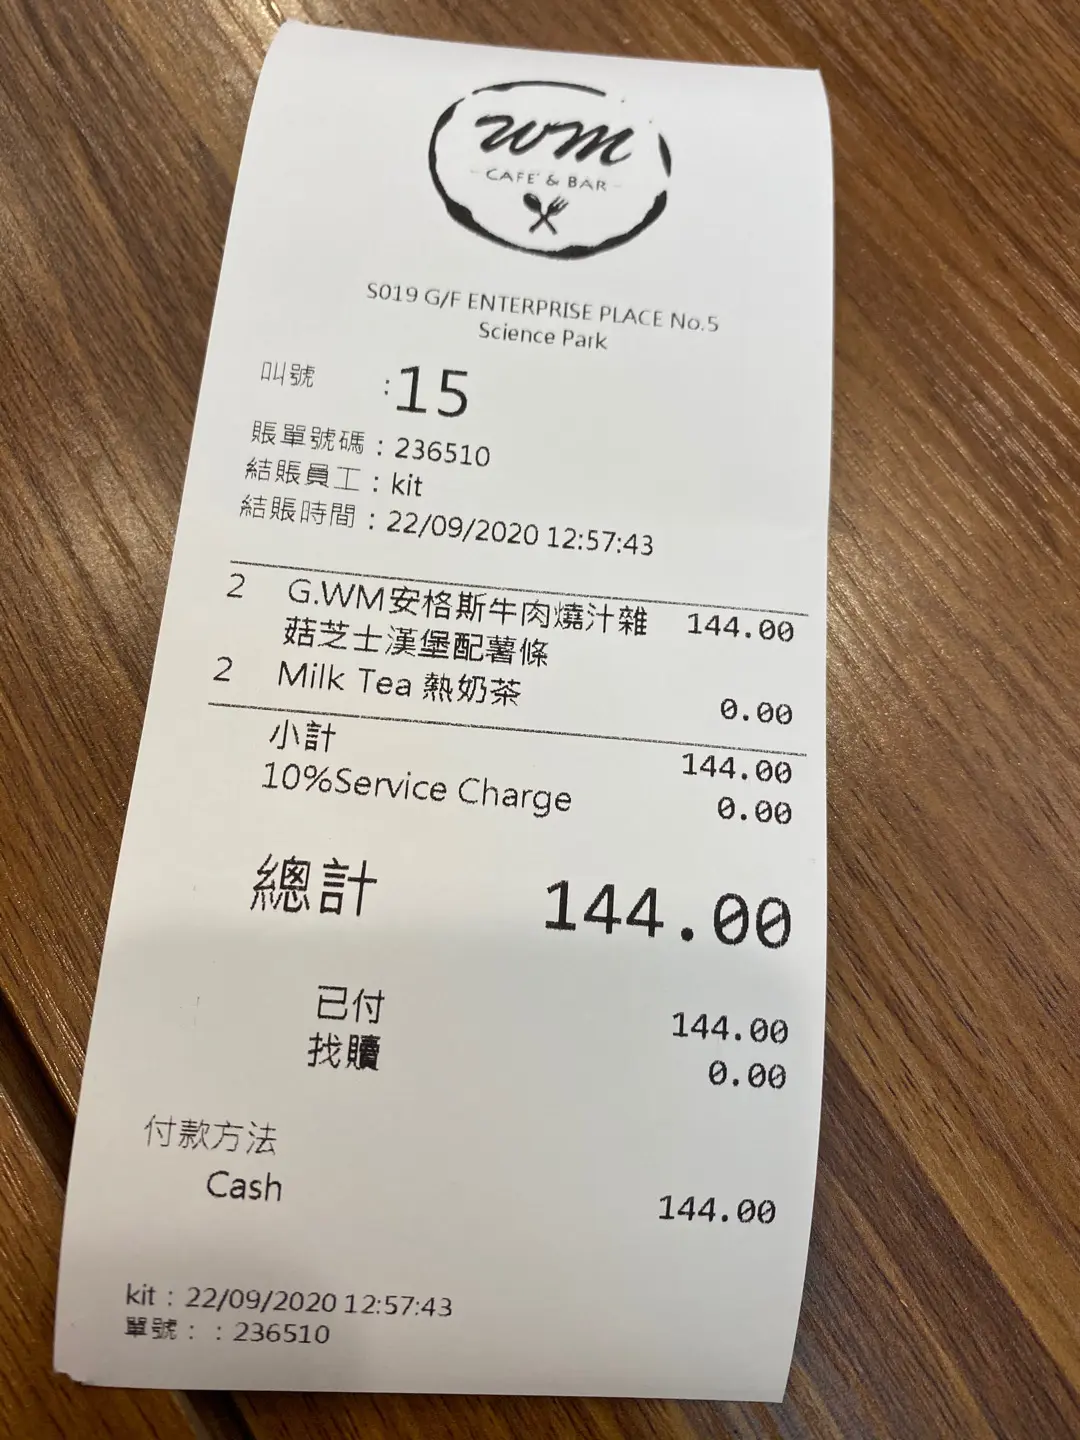 WM
CAFE' & BAR
S019 G/F ENTERPRISE PLACE No.5
Science Park
叫號 : 15
賬單號碼 : 236510
結賬員工 : kit
結賬時間 : 22/09/2020 12:57:43
2 G.WM安格斯牛肉燒汁雜 144.00
菇芝士漢堡配薯條
2 Milk Tea 熱奶茶 0.00
小計 144.00
10%Service Charge 0.00
總計 144.00
已付 144.00
找贖 0.00
付款方法
Cash 144.00
kit : 22/09/2020 12:57:43
單號 : : 236510